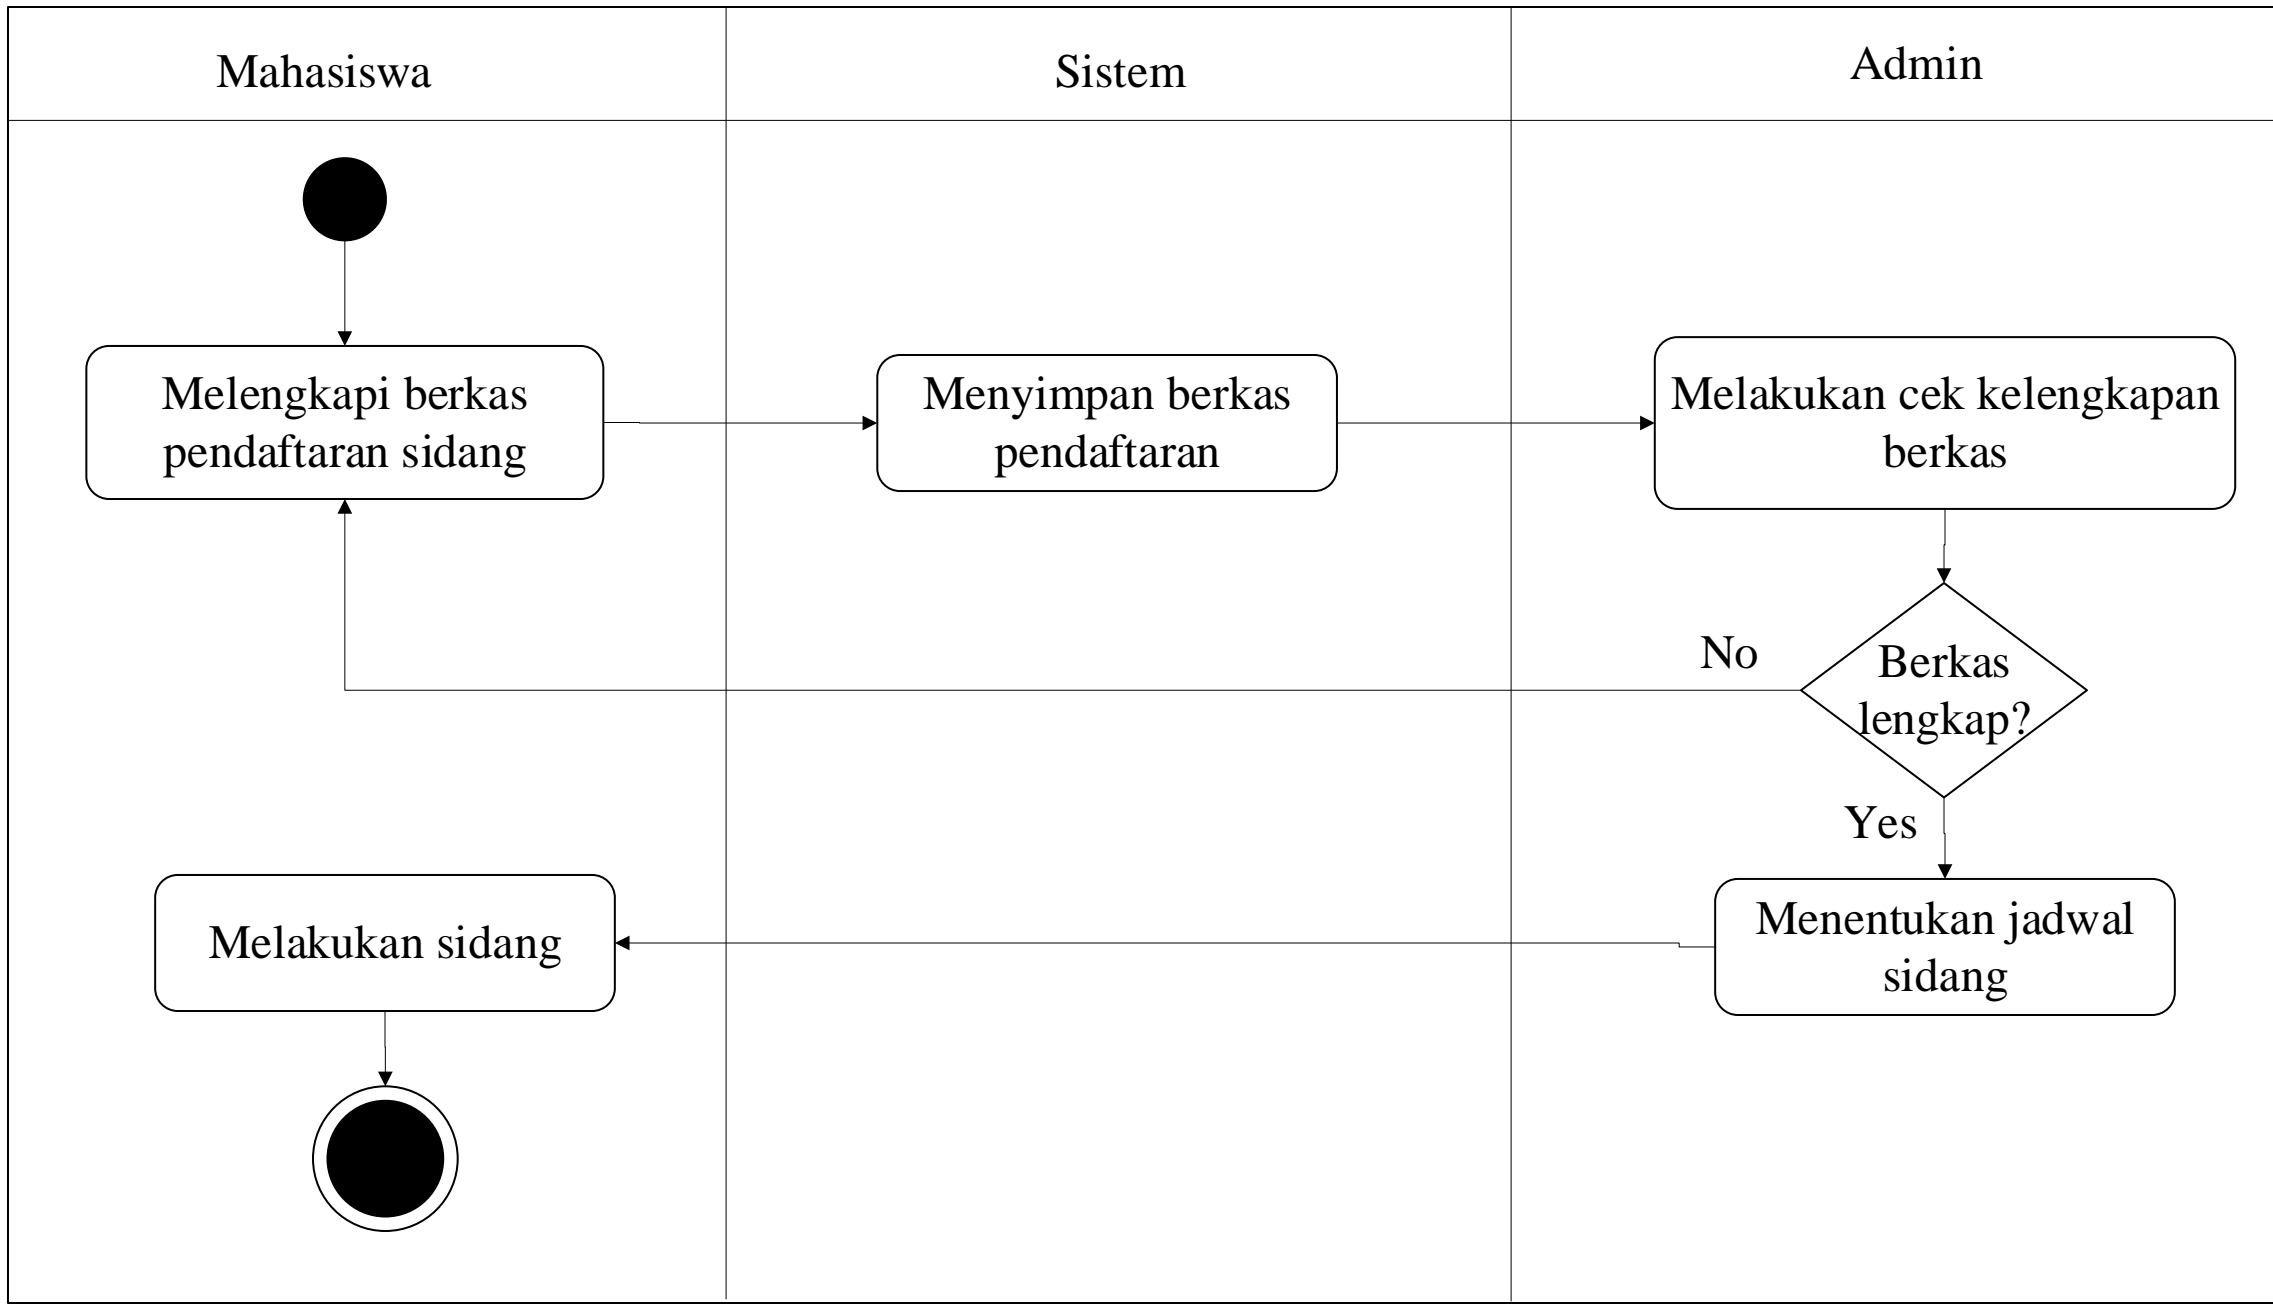 Mahasiswa
Sistem
Admin
Melengkapi berkas
pendaftaran sidang
Menyimpan berkas
pendaftaran
Melakukan cek kelengkapan
berkas
No
Berkas
lengkap?
Yes
Melakukan sidang
Menentukan jadwal
sidang